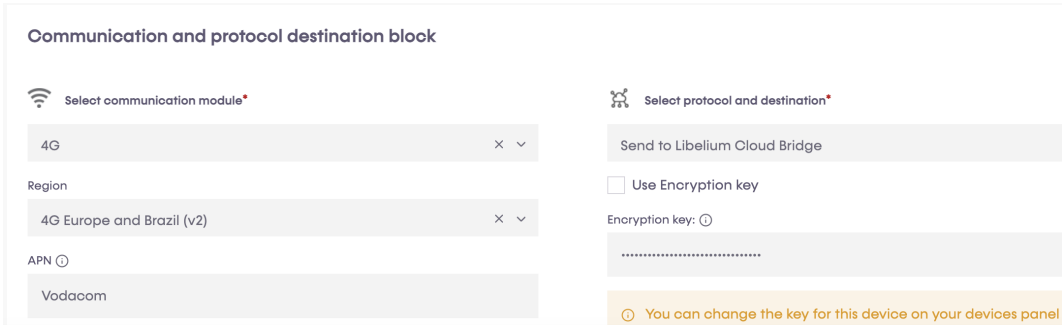 Communication and protocol destination block
Select communication module*
4G
Region
4G Europe and Brazil (v2)
APN
Vodacom
Select protocol and destination*
Send to Libelium Cloud Bridge
Use Encryption key
Encryption key:
································
You can change the key for this device on your devices panel